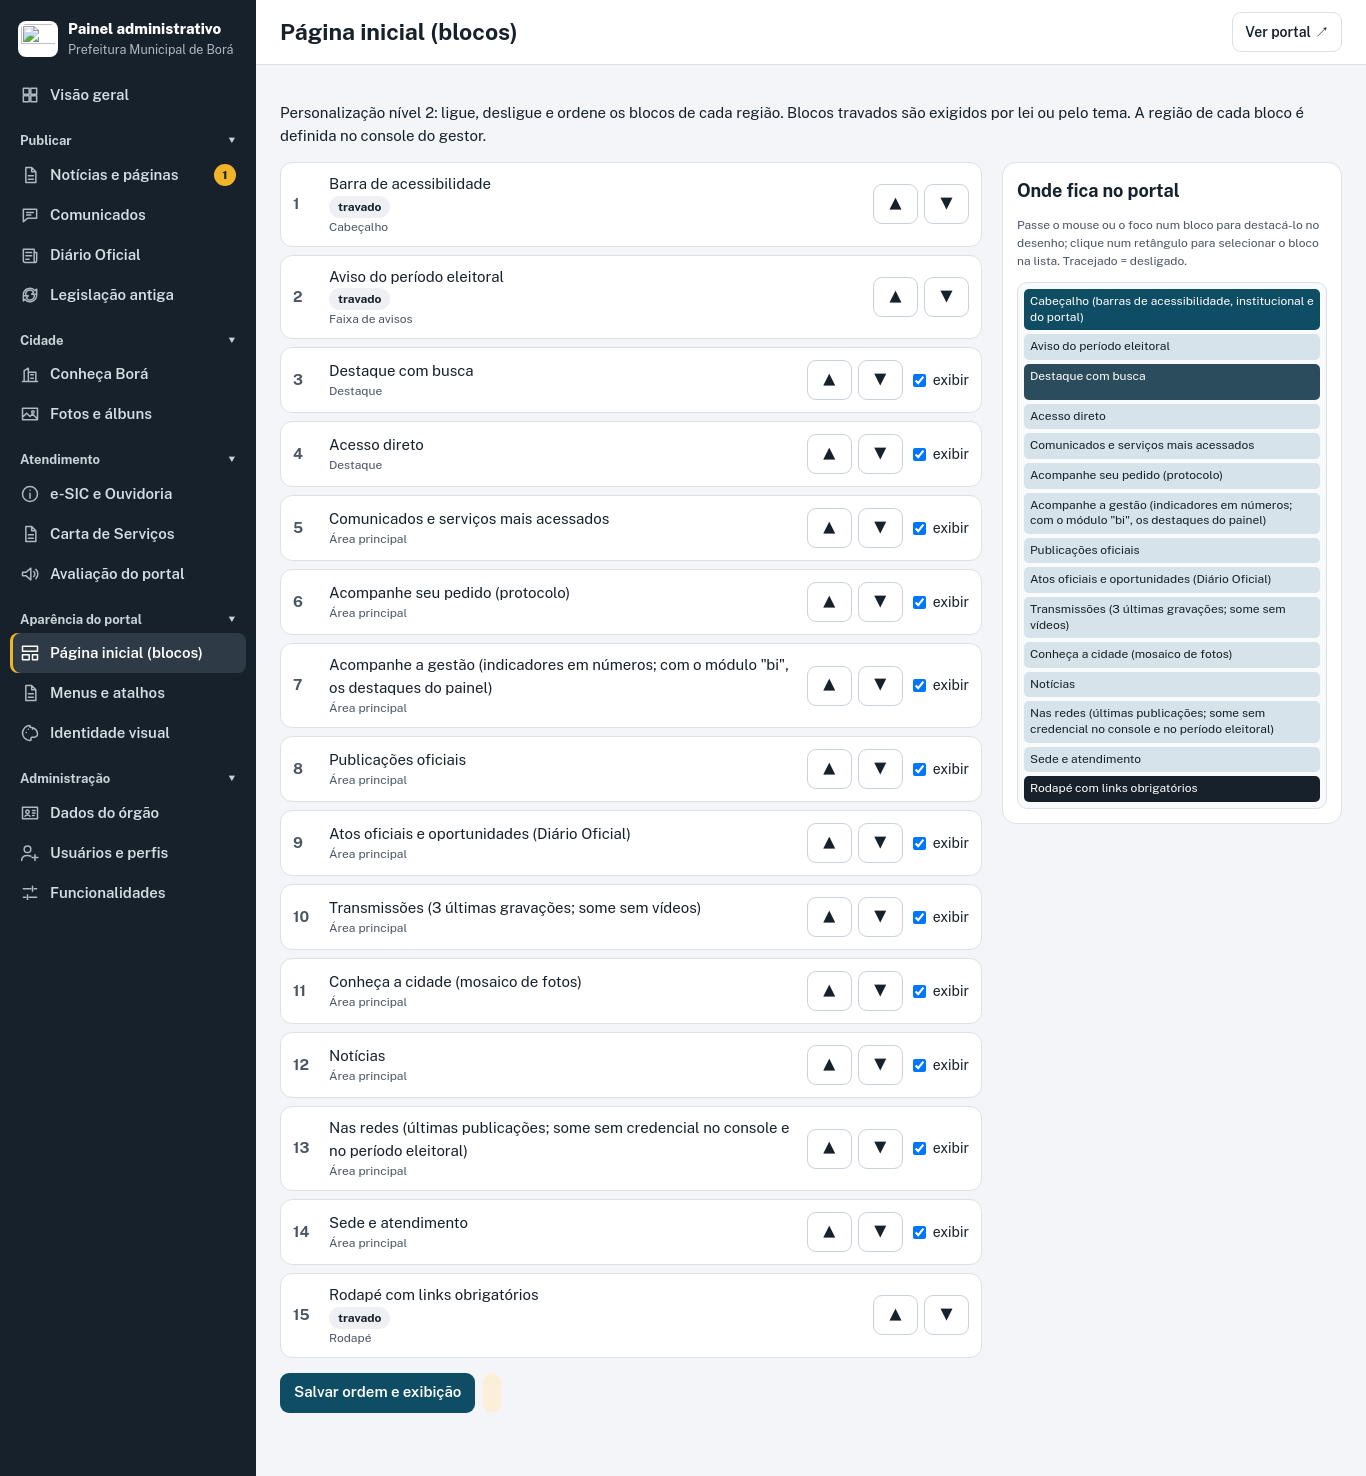 Painel administrativo
Prefeitura Municipal de Borá
Visão geral
Publicar ▼
Notícias e páginas 1
Comunicados
Diário Oficial
Legislação antiga
Cidade ▼
Conheça Borá
Fotos e álbuns
Atendimento ▼
e-SIC e Ouvidoria
Carta de Serviços
Avaliação do portal
Aparência do portal ▼
Página inicial (blocos)
Menus e atalhos
Identidade visual
Administração ▼
Dados do órgão
Usuários e perfis
Funcionalidades
Página inicial (blocos)
Ver portal ↗
Personalização nível 2: ligue, desligue e ordene os blocos de cada região. Blocos travados são exigidos por lei ou pelo tema. A região de cada bloco é
definida no console do gestor.
1
Barra de acessibilidade
travado
Cabeçalho
▲ ▼
2
Aviso do período eleitoral
travado
Faixa de avisos
▲ ▼
3
Destaque com busca
Destaque
▲ ▼ exibir
4
Acesso direto
Destaque
▲ ▼ exibir
5
Comunicados e serviços mais acessados
Área principal
▲ ▼ exibir
6
Acompanhe seu pedido (protocolo)
Área principal
▲ ▼ exibir
7
Acompanhe a gestão (indicadores em números; com o módulo "bi",
os destaques do painel)
Área principal
▲ ▼ exibir
8
Publicações oficiais
Área principal
▲ ▼ exibir
9
Atos oficiais e oportunidades (Diário Oficial)
Área principal
▲ ▼ exibir
10
Transmissões (3 últimas gravações; some sem vídeos)
Área principal
▲ ▼ exibir
11
Conheça a cidade (mosaico de fotos)
Área principal
▲ ▼ exibir
12
Notícias
Área principal
▲ ▼ exibir
13
Nas redes (últimas publicações; some sem credencial no console e
no período eleitoral)
Área principal
▲ ▼ exibir
14
Sede e atendimento
Área principal
▲ ▼ exibir
15
Rodapé com links obrigatórios
travado
Rodapé
▲ ▼
Salvar ordem e exibição
Onde fica no portal
Passe o mouse ou o foco num bloco para destacá-lo no
desenho; clique num retângulo para selecionar o bloco
na lista. Tracejado = desligado.
Cabeçalho (barras de acessibilidade, institucional e
do portal)
Aviso do período eleitoral
Destaque com busca
Acesso direto
Comunicados e serviços mais acessados
Acompanhe seu pedido (protocolo)
Acompanhe a gestão (indicadores em números;
com o módulo "bi", os destaques do painel)
Publicações oficiais
Atos oficiais e oportunidades (Diário Oficial)
Transmissões (3 últimas gravações; some sem
vídeos)
Conheça a cidade (mosaico de fotos)
Notícias
Nas redes (últimas publicações; some sem
credencial no console e no período eleitoral)
Sede e atendimento
Rodapé com links obrigatórios